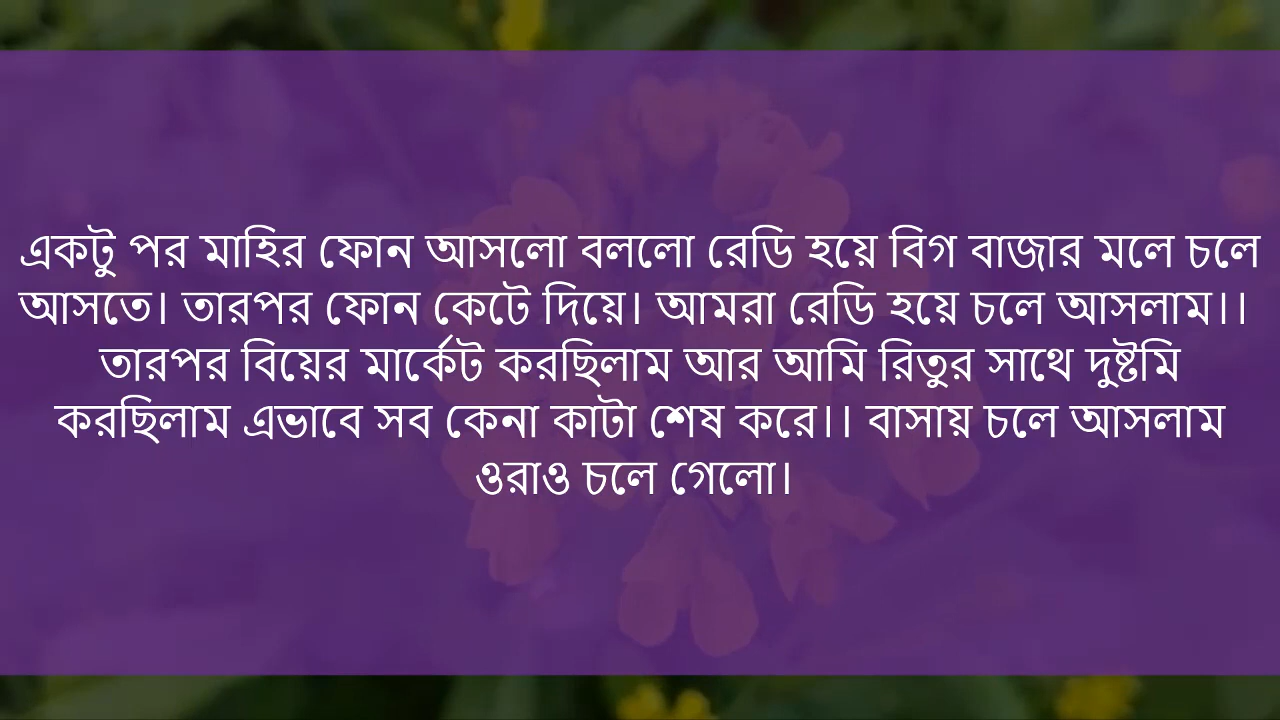 একটু পর মাহির ফোন আসলো বললো রেডি হয়ে বিগ বাজার মলে চলে
আসতে। তারপর ফোন কেটে দিয়ে। আমরা রেডি হয়ে চলে আসলাম।।
তারপর বিয়ের মার্কেট করছিলাম আর আমি রিতুর সাথে দুষ্টমি
করছিলাম এভাবে সব কেনা কাটা শেষ করে।। বাসায় চলে আসলাম
ওরাও চলে গেলো।